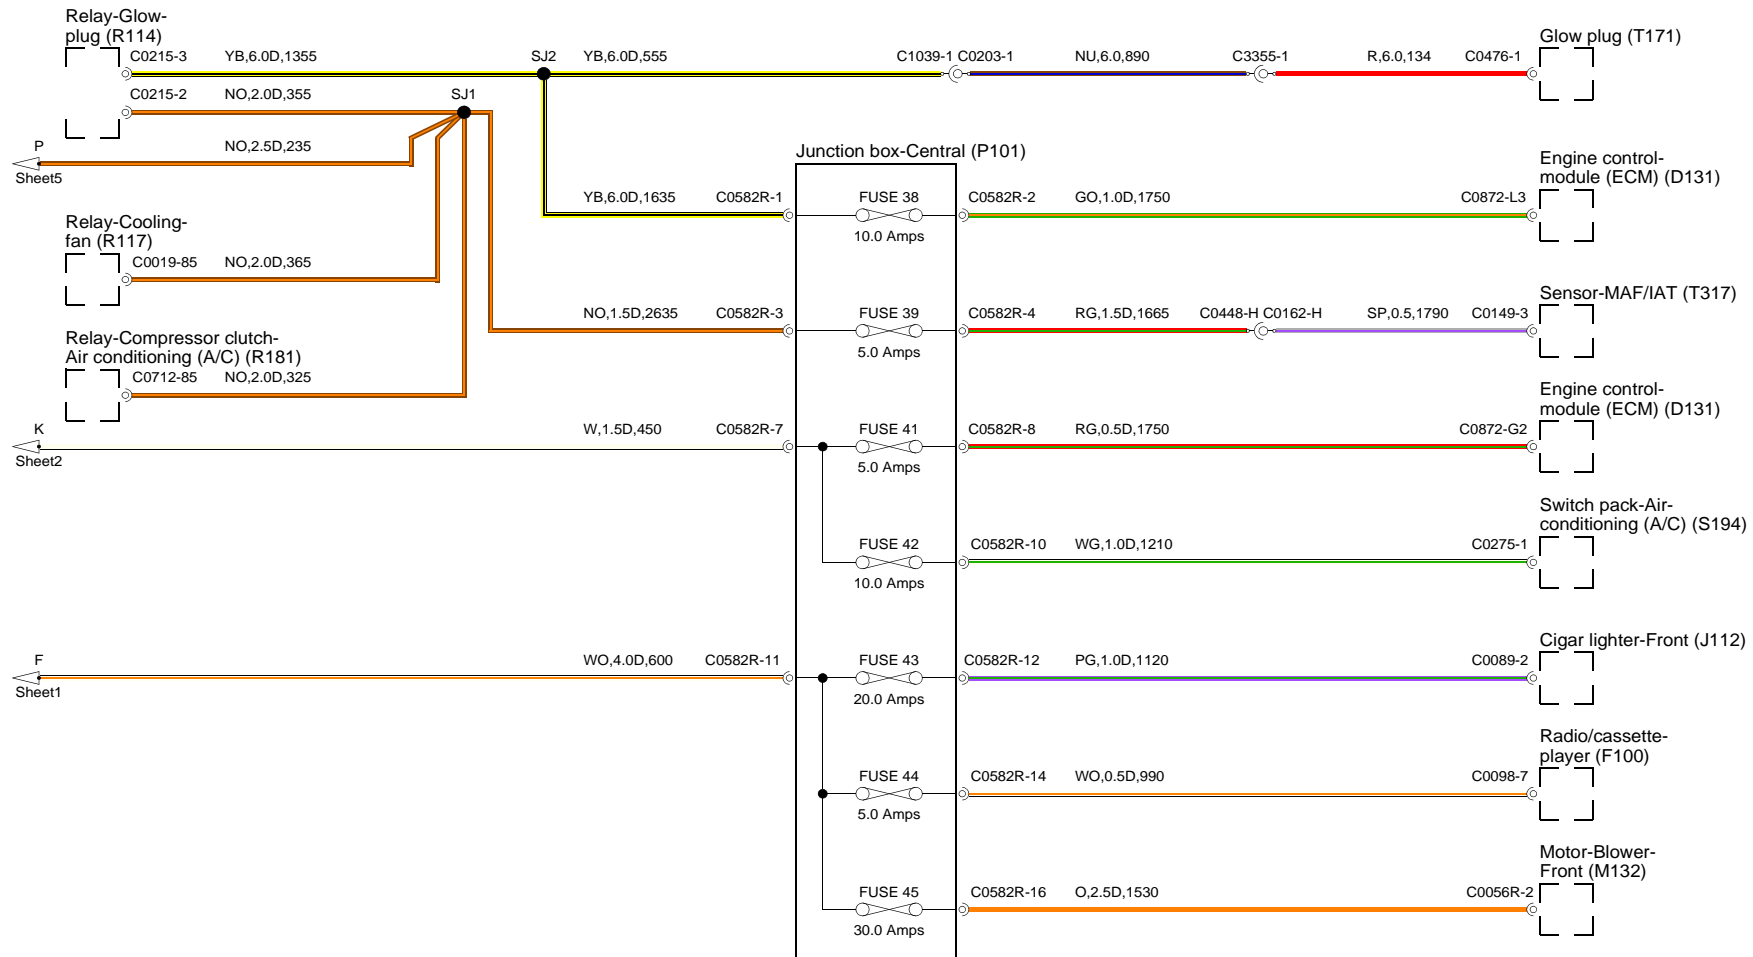 Relay-Glow-
plug (R114)
C0215-3 YB,6.0D,1355 SJ2 YB,6.0D,555 C1039-1 C0203-1 NU,6.0,890 C3355-1 R,6.0,134 C0476-1
Glow plug (T171)
C0215-2 NO,2.0D,355 SJ1
P NO,2.5D,235
Sheet5
Junction box-Central (P101)
Engine control-
module (ECM) (D131)
YB,6.0D,1635 C0582R-1 FUSE 38 C0582R-2 GO,1.0D,1750 C0872-L3
10.0 Amps
Relay-Cooling-
fan (R117)
C0019-85 NO,2.0D,365
Sensor-MAF/IAT (T317)
NO,1.5D,2635 C0582R-3 FUSE 39 C0582R-4 RG,1.5D,1665 C0448-H C0162-H SP,0.5,1790 C0149-3
5.0 Amps
Relay-Compressor clutch-
Air conditioning (A/C) (R181)
C0712-85 NO,2.0D,325
Engine control-
module (ECM) (D131)
K W,1.5D,450 C0582R-7 FUSE 41 C0582R-8 RG,0.5D,1750 C0872-G2
Sheet2 5.0 Amps
Switch pack-Air-
conditioning (A/C) (S194)
FUSE 42 C0582R-10 WG,1.0D,1210 C0275-1
10.0 Amps
Cigar lighter-Front (J112)
F WO,4.0D,600 C0582R-11 FUSE 43 C0582R-12 PG,1.0D,1120 C0089-2
Sheet1 20.0 Amps
Radio/cassette-
player (F100)
FUSE 44 C0582R-14 WO,0.5D,990 C0098-7
5.0 Amps
Motor-Blower-
Front (M132)
FUSE 45 C0582R-16 O,2.5D,1530 C0056R-2
30.0 Amps